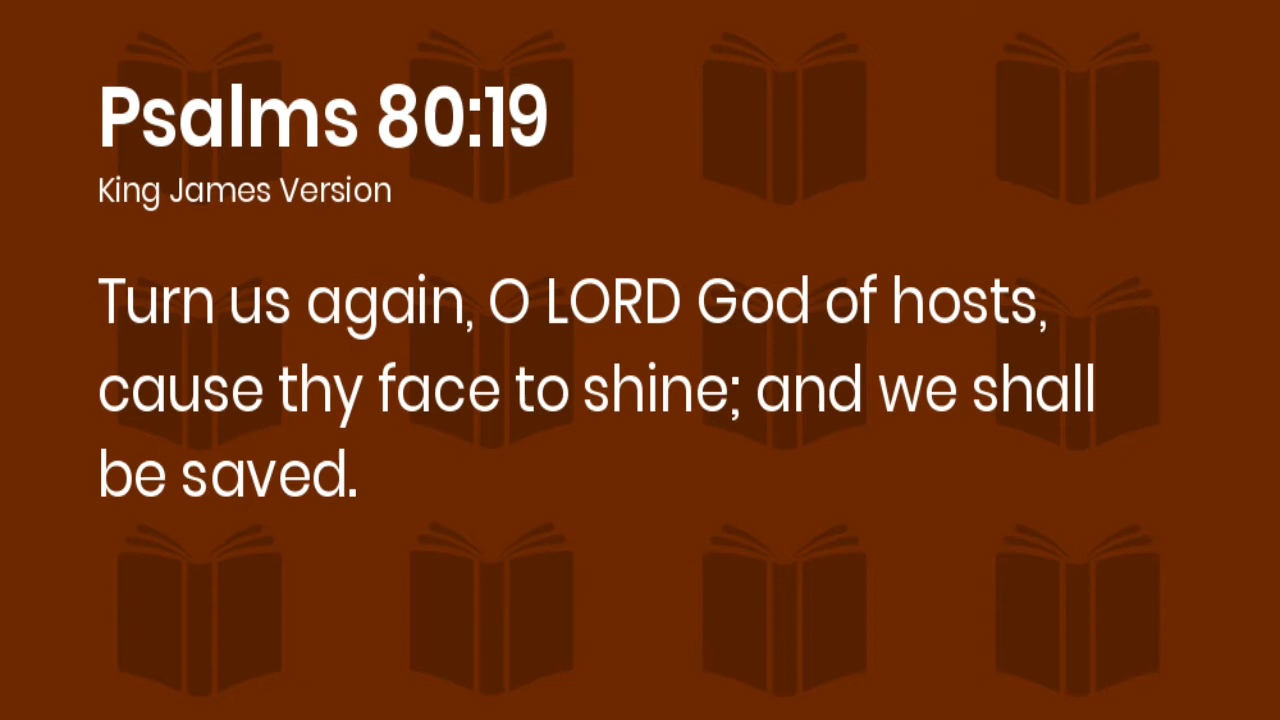 Psalms 80:19
King James Version
Turn us again, O LORD God of hosts,
cause thy face to shine; and we shall
be saved.